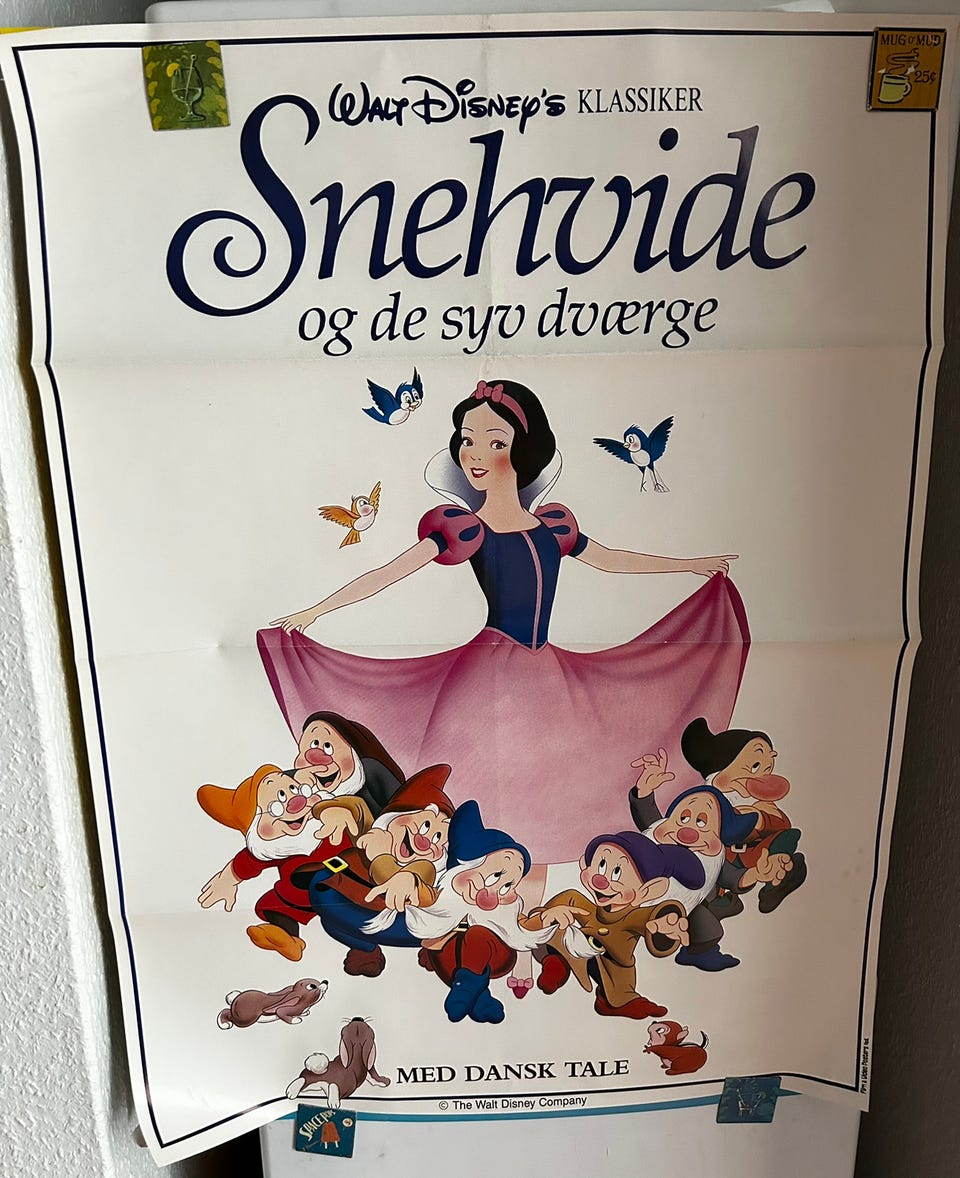 MUG O' MUD
25¢
WALT DISNEY'S KLASSIKER
Snehvide
og de syv dværge
MED DANSK TALE
© The Walt Disney Company